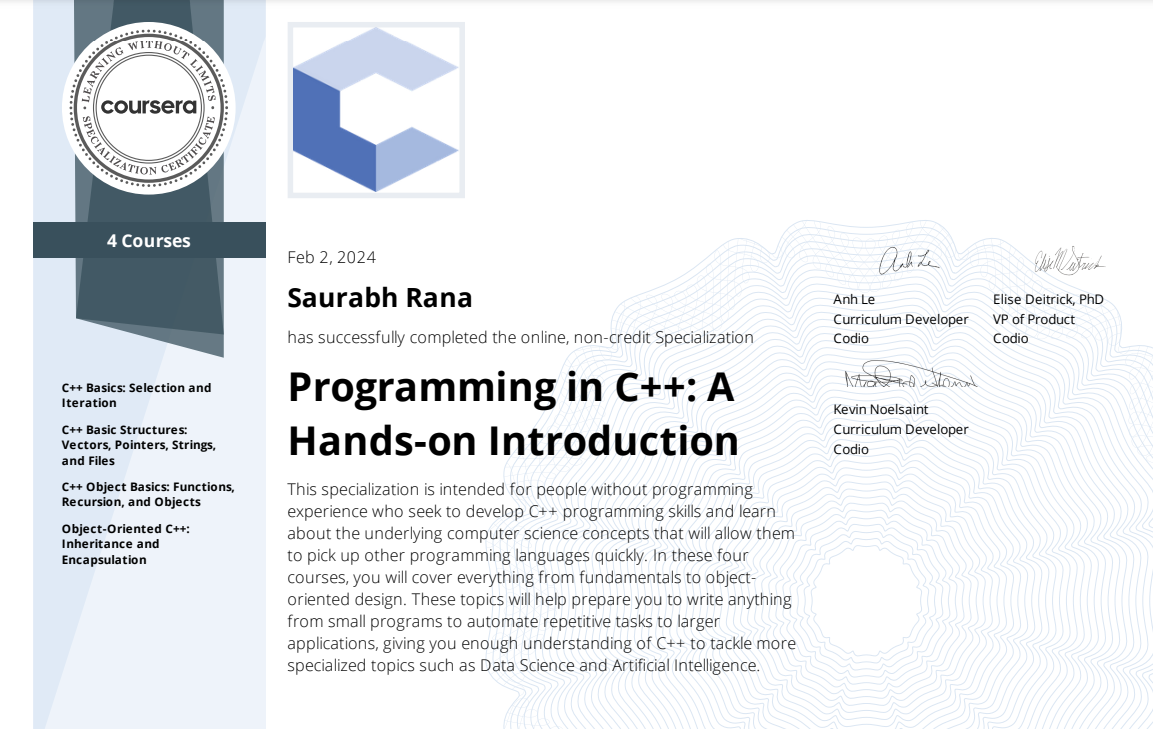 LEARNING WITHOUT LIMITS
coursera
SPECIALIZATION CERTIFICATE
4 Courses
C++ Basics: Selection and
Iteration
C++ Basic Structures:
Vectors, Pointers, Strings,
and Files
C++ Object Basics: Functions,
Recursion, and Objects
Object-Oriented C++:
Inheritance and
Encapsulation
Feb 2, 2024
Saurabh Rana
has successfully completed the online, non-credit Specialization
Programming in C++: A
Hands-on Introduction
This specialization is intended for people without programming
experience who seek to develop C++ programming skills and learn
about the underlying computer science concepts that will allow them
to pick up other programming languages quickly. In these four
courses, you will cover everything from fundamentals to object-
oriented design. These topics will help prepare you to write anything
from small programs to automate repetitive tasks to larger
applications, giving you enough understanding of C++ to tackle more
specialized topics such as Data Science and Artificial Intelligence.
Anh Le
Anh Le
Curriculum Developer
Codio
Elise Deitrick, PhD
VP of Product
Codio
Kevin Noelsaint
Curriculum Developer
Codio